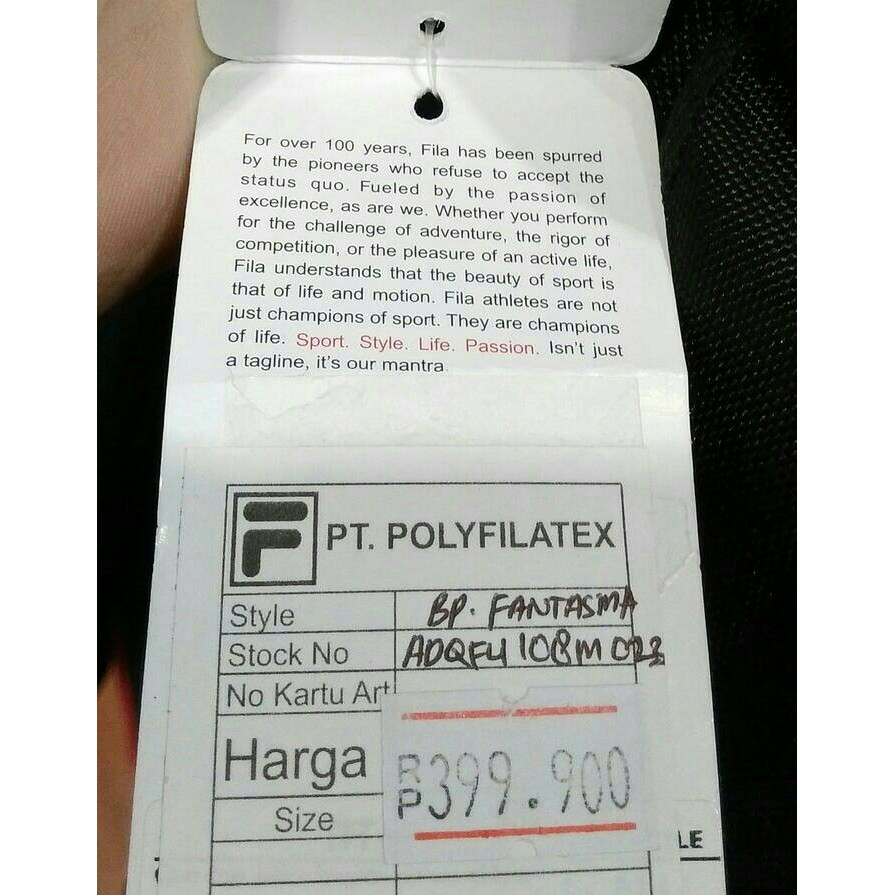 For over 100 years, Fila has been spurred
by the pioneers who refuse to accept the
status quo. Fueled by the passion of
excellence, as are we. Whether you perform
for the challenge of adventure, the rigor of
competition, or the pleasure of an active life,
Fila understands that the beauty of sport is
that of life and motion. Fila athletes are not
just champions of sport. They are champions
of life. Sport. Style. Life. Passion. Isn't just
a tagline, it's our mantra.
F PT. POLYFILATEX
Style BP. FANTASMA
Stock No ADQFU 108M 023
No Kartu Art
Harga RP399.900
Size
LE